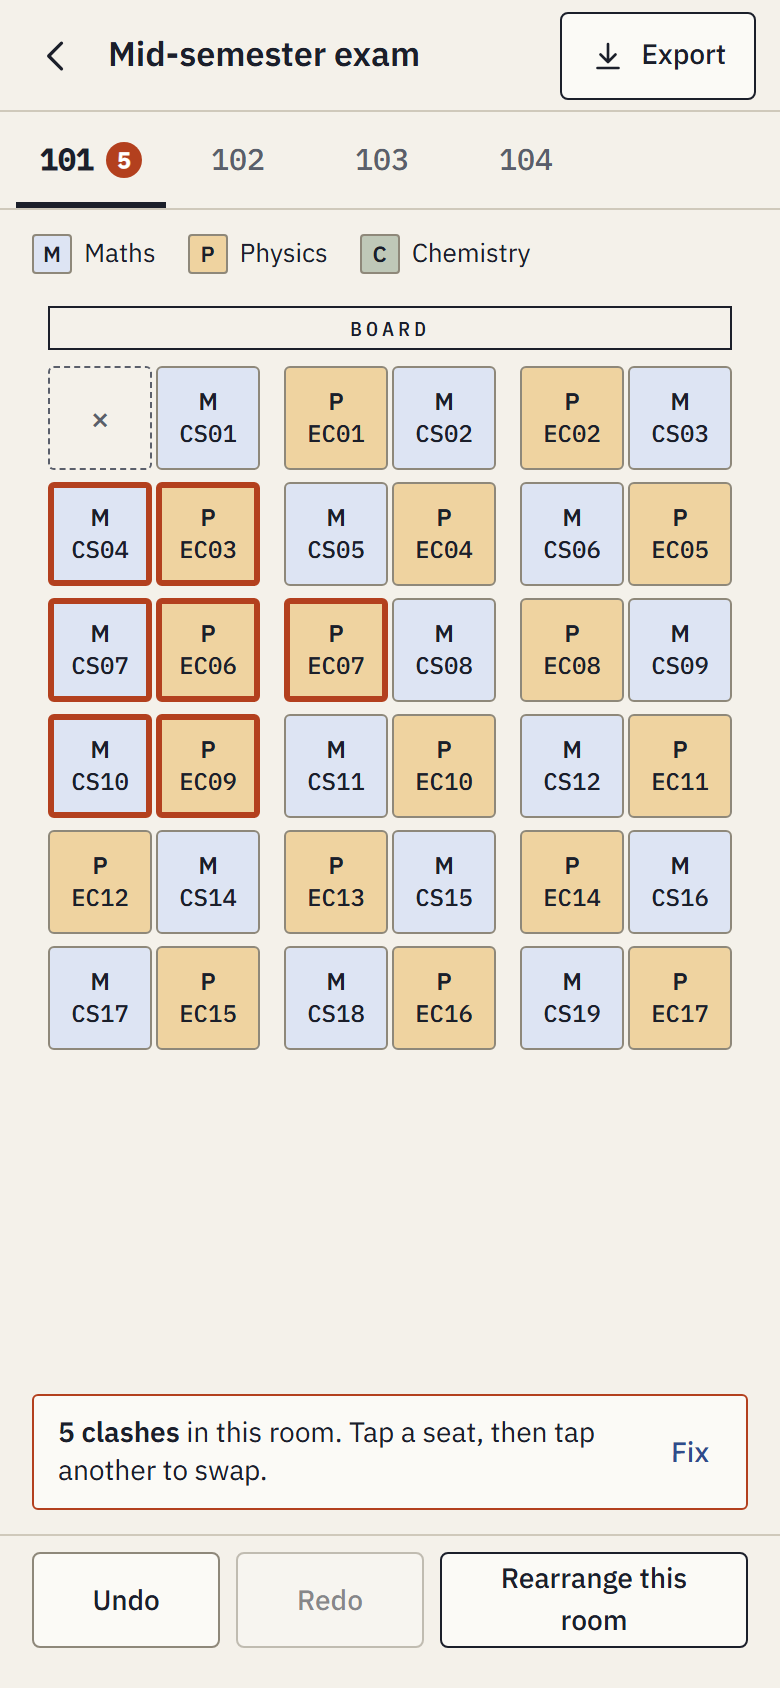 Mid-semester exam
Export
101 5 102 103 104
M Maths P Physics C Chemistry
BOARD
× M P M P M
CS01 EC01 CS02 EC02 CS03
M P M P M P
CS04 EC03 CS05 EC04 CS06 EC05
M P P M P M
CS07 EC06 EC07 CS08 EC08 CS09
M P M P M P
CS10 EC09 CS11 EC10 CS12 EC11
P M P M P M
EC12 CS14 EC13 CS15 EC14 CS16
M P M P M P
CS17 EC15 CS18 EC16 CS19 EC17
5 clashes in this room. Tap a seat, then tap
another to swap.
Fix
Undo
Redo
Rearrange this
room